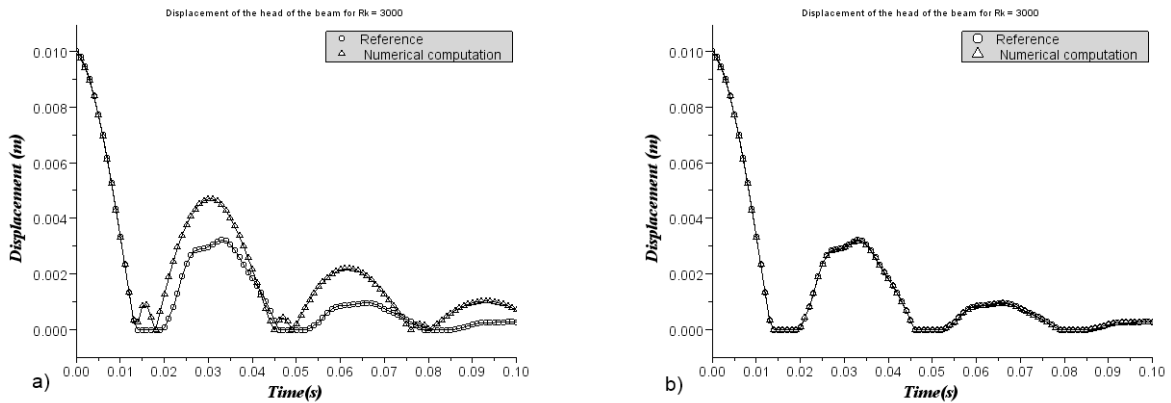 Displacement of the head of the beam for Rk = 3000
Reference
Numerical computation
0.010
0.008
0.006
0.004
0.002
0.000
Displacement (m)
0.00 0.01 0.02 0.03 0.04 0.05 0.06 0.07 0.08 0.09 0.10
Time(s)
a)
Displacement of the head of the beam for Rk = 3000
Reference
Numerical computation
0.010
0.008
0.006
0.004
0.002
0.000
Displacement (m)
0.00 0.01 0.02 0.03 0.04 0.05 0.06 0.07 0.08 0.09 0.10
Time(s)
b)